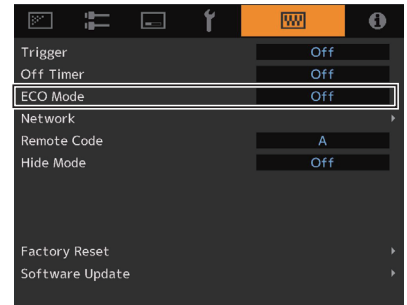 Trigger Off
Off Timer Off
ECO Mode Off
Network
Remote Code A
Hide Mode Off
Factory Reset
Software Update